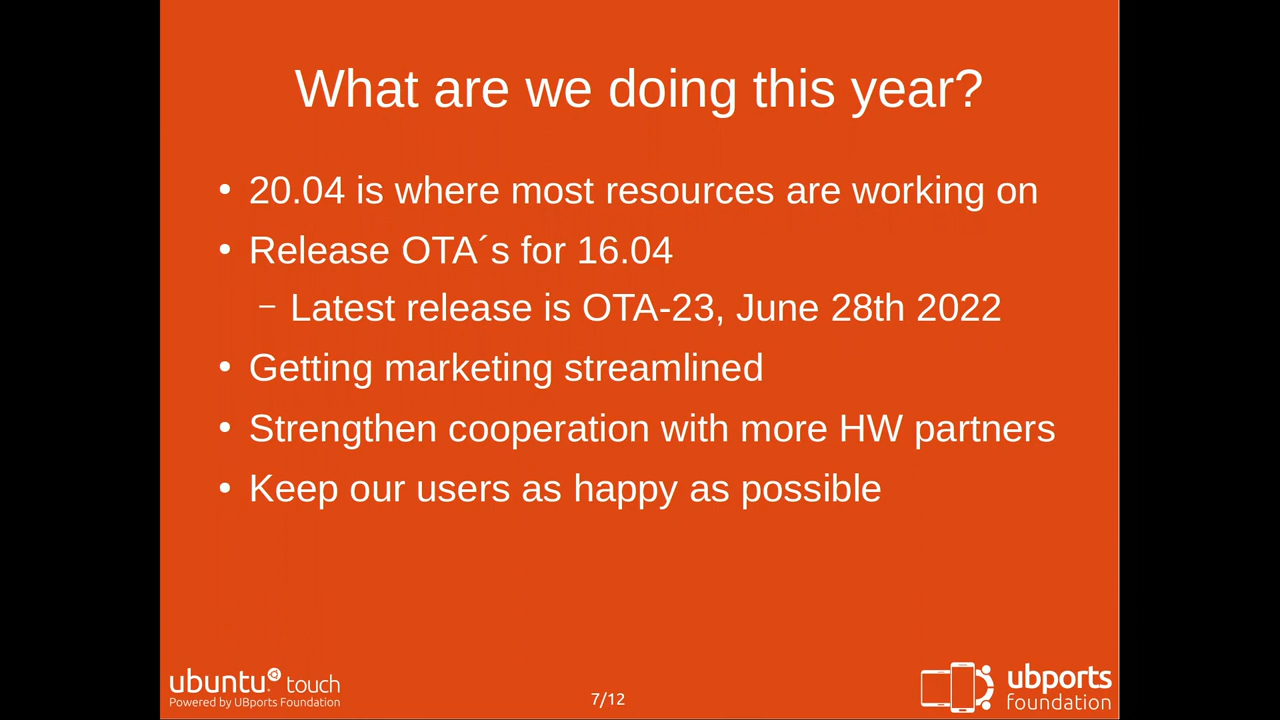 What are we doing this year?
• 20.04 is where most resources are working on
• Release OTA´s for 16.04
– Latest release is OTA-23, June 28th 2022
• Getting marketing streamlined
• Strengthen cooperation with more HW partners
• Keep our users as happy as possible
ubuntu touch
Powered by UBports Foundation
7/12
ubports
foundation